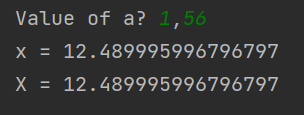 Value of a? 1,56
x = 12.489995996796797
X = 12.489995996796797